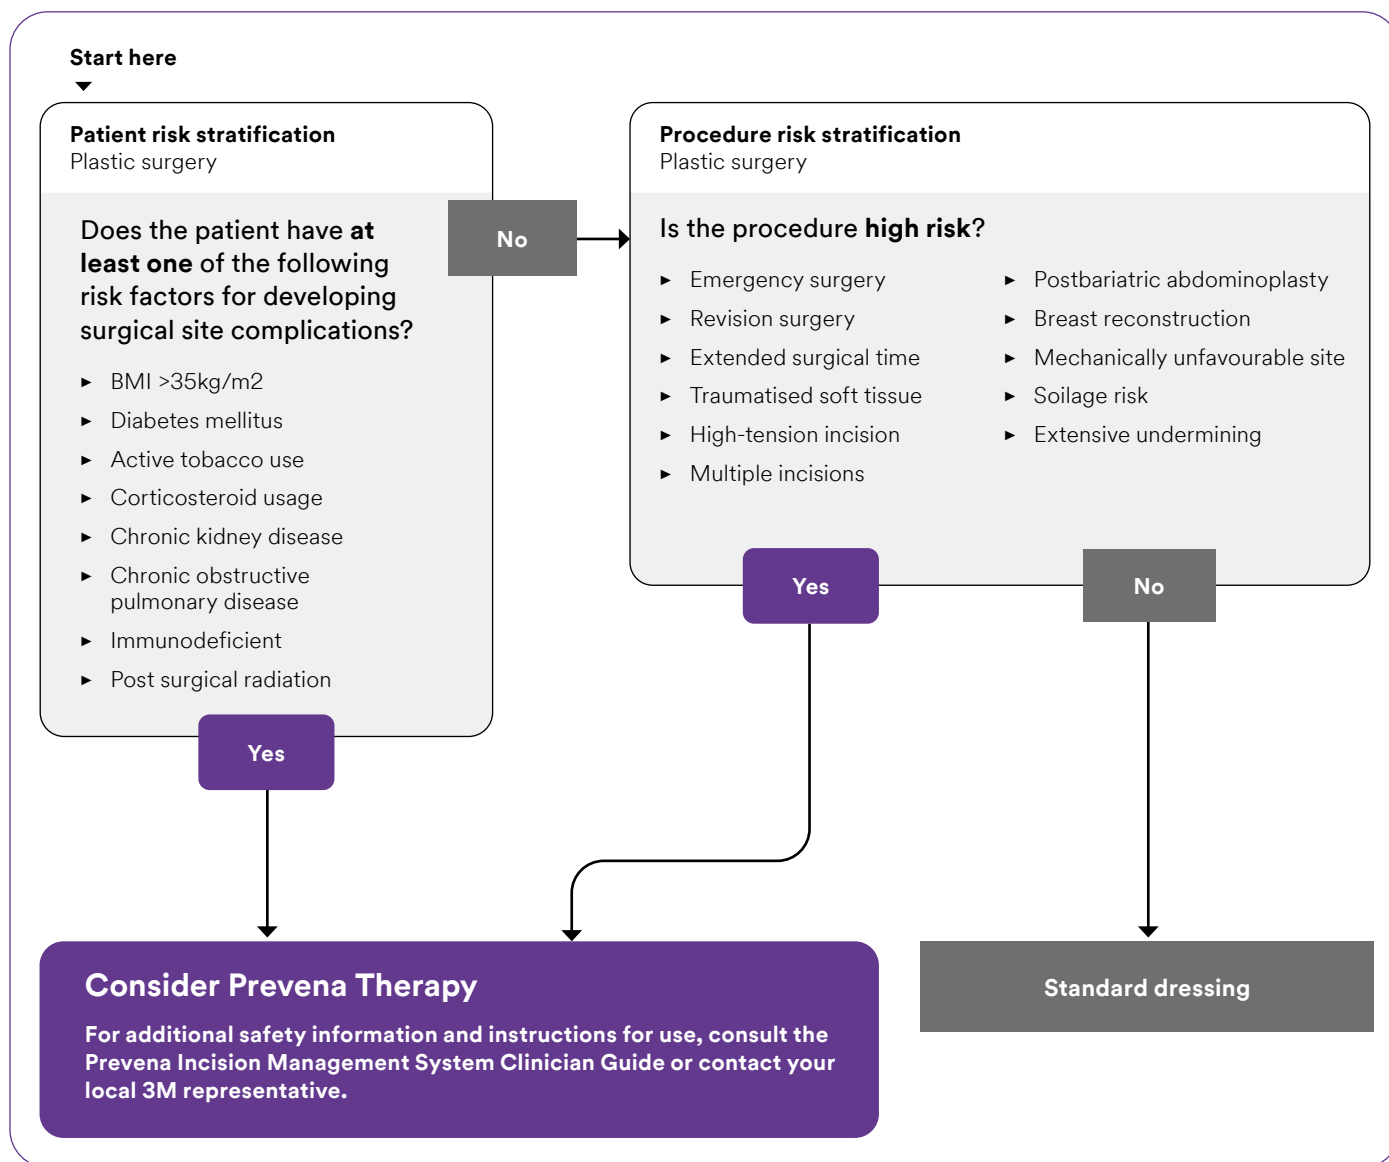 Start here
Patient risk stratification
Plastic surgery
Does the patient have at
least one of the following
risk factors for developing
surgical site complications?
► BMI >35kg/m2
► Diabetes mellitus
► Active tobacco use
► Corticosteroid usage
► Chronic kidney disease
► Chronic obstructive
pulmonary disease
► Immunodeficient
► Post surgical radiation
No
Yes
Procedure risk stratification
Plastic surgery
Is the procedure high risk?
► Emergency surgery
► Revision surgery
► Extended surgical time
► Traumatised soft tissue
► High-tension incision
► Multiple incisions
► Postbariatric abdominoplasty
► Breast reconstruction
► Mechanically unfavourable site
► Soilage risk
► Extensive undermining
Yes
No
Consider Prevena Therapy
For additional safety information and instructions for use, consult the
Prevena Incision Management System Clinician Guide or contact your
local 3M representative.
Standard dressing